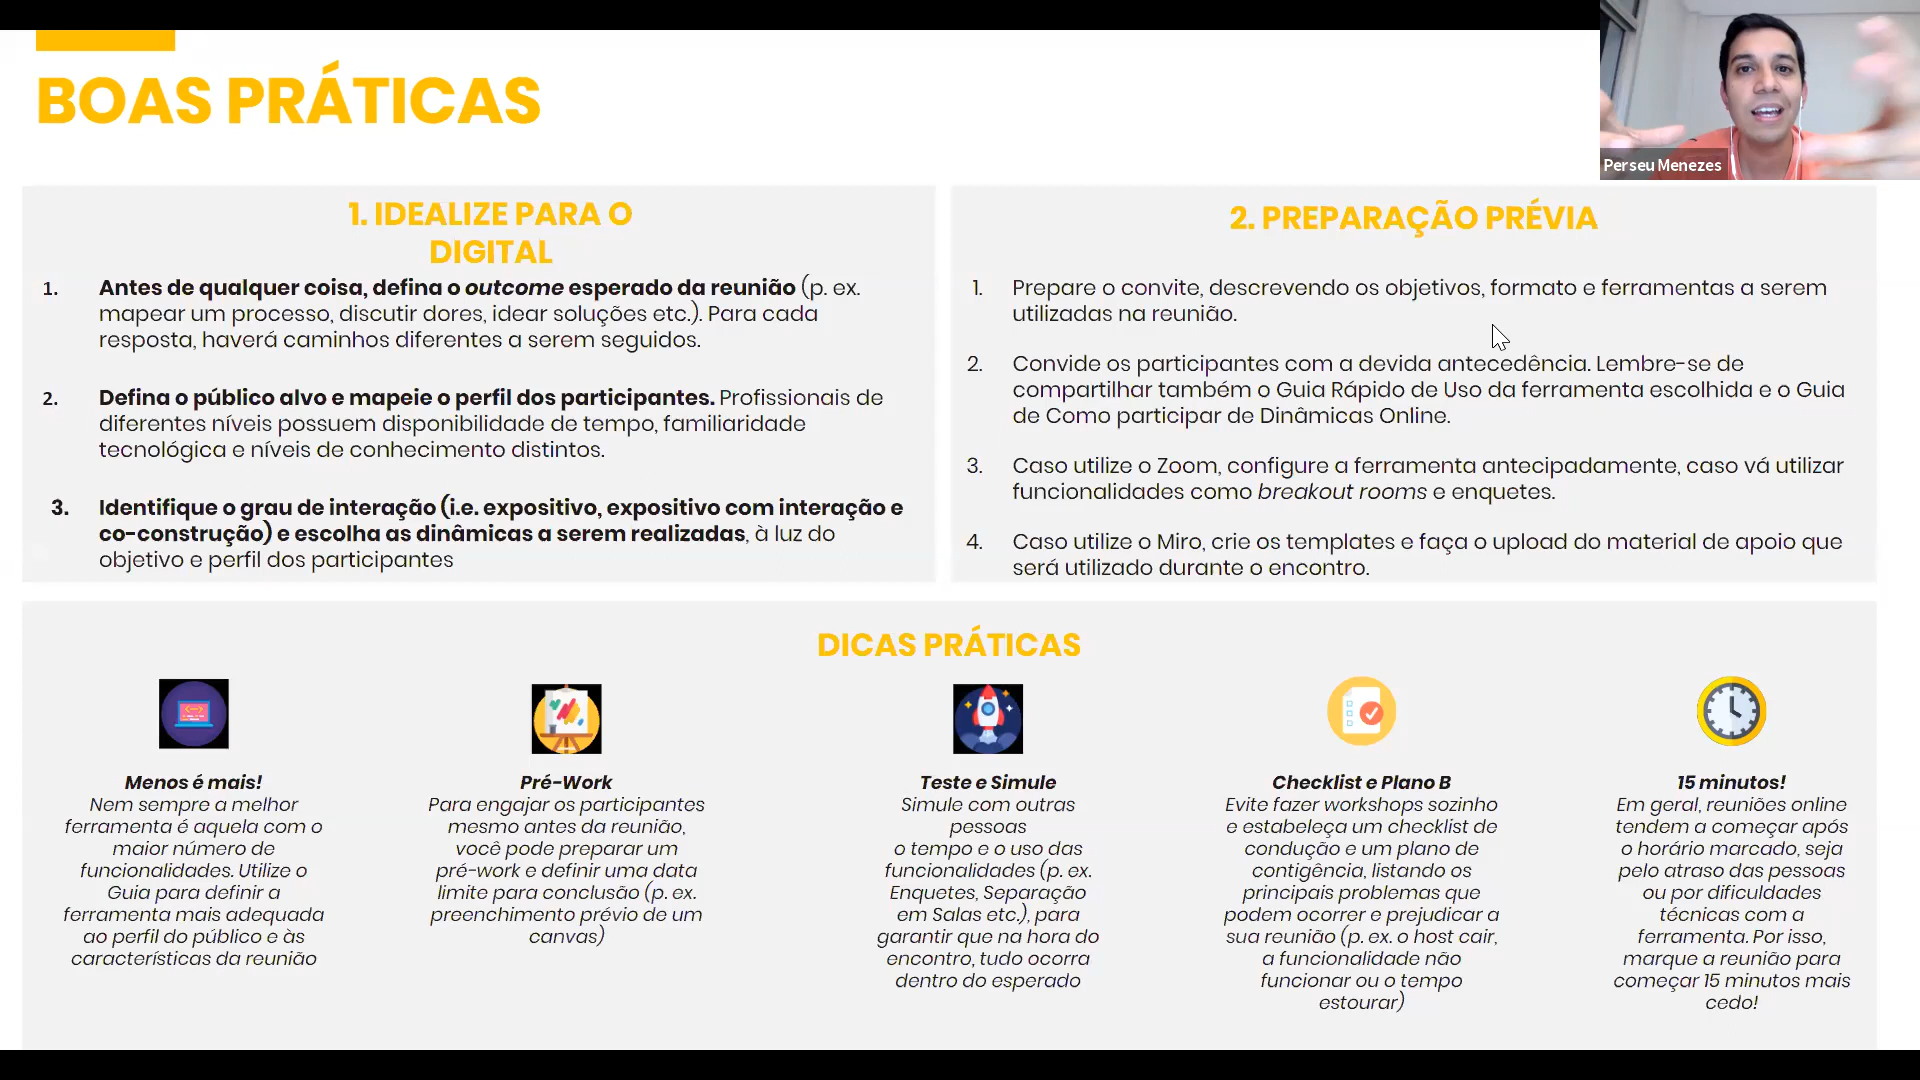 BOAS PRÁTICAS
Perseu Menezes
1. IDEALIZE PARA O
DIGITAL
1. Antes de qualquer coisa, defina o outcome esperado da reunião (p. ex.
mapear um processo, discutir dores, idear soluções etc.). Para cada
resposta, haverá caminhos diferentes a serem seguidos.
2. Defina o público alvo e mapeie o perfil dos participantes. Profissionais de
diferentes níveis possuem disponibilidade de tempo, familiaridade
tecnológica e níveis de conhecimento distintos.
3. Identifique o grau de interação (i.e. expositivo, expositivo com interação e
co-construção) e escolha as dinâmicas a serem realizadas, à luz do
objetivo e perfil dos participantes
2. PREPARAÇÃO PRÉVIA
1. Prepare o convite, descrevendo os objetivos, formato e ferramentas a serem
utilizadas na reunião.
2. Convide os participantes com a devida antecedência. Lembre-se de
compartilhar também o Guia Rápido de Uso da ferramenta escolhida e o Guia
de Como participar de Dinâmicas Online.
3. Caso utilize o Zoom, configure a ferramenta antecipadamente, caso vá utilizar
funcionalidades como breakout rooms e enquetes.
4. Caso utilize o Miro, crie os templates e faça o upload do material de apoio que
será utilizado durante o encontro.
DICAS PRÁTICAS
Menos é mais!
Nem sempre a melhor
ferramenta é aquela com o
maior número de
funcionalidades. Utilize o
Guia para definir a
ferramenta mais adequada
ao perfil do público e às
características da reunião
Pré-Work
Para engajar os participantes
mesmo antes da reunião,
você pode preparar um
pré-work e definir uma data
limite para conclusão (p. ex.
preenchimento prévio de um
canvas)
Teste e Simule
Simule com outras
pessoas
o tempo e o uso das
funcionalidades (p. ex.
Enquetes, Separação
em Salas etc.), para
garantir que na hora do
encontro, tudo ocorra
dentro do esperado
Checklist e Plano B
Evite fazer workshops sozinho
e estabeleça um checklist de
condução e um plano de
contigência, listando os
principais problemas que
podem ocorrer e prejudicar a
sua reunião (p. ex. o host cair,
a funcionalidade não
funcionar ou o tempo
estourar)
15 minutos!
Em geral, reuniões online
tendem a começar após
o horário marcado, seja
pelo atraso das pessoas
ou por dificuldades
técnicas com a
ferramenta. Por isso,
marque a reunião para
começar 15 minutos mais
cedo!